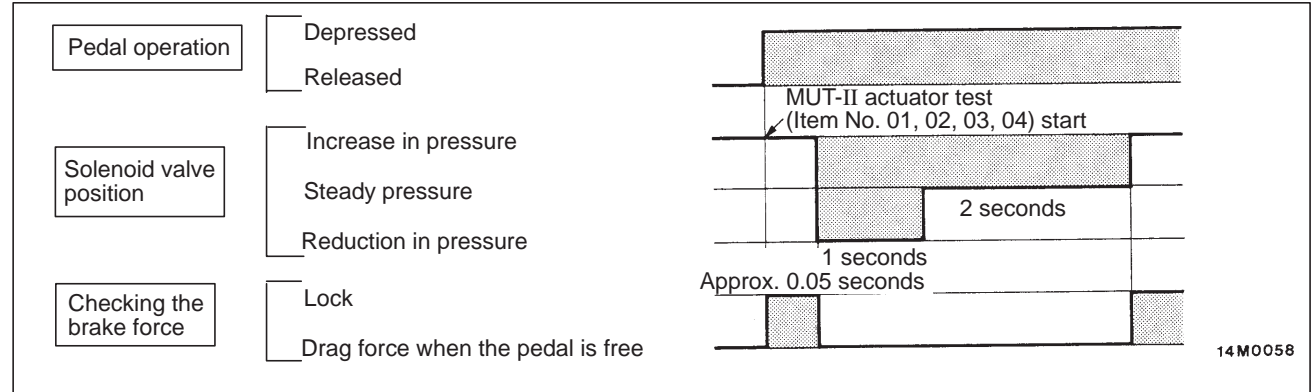 Pedal operation
Depressed
Released
MUT-II actuator test
(Item No. 01, 02, 03, 04) start
Solenoid valve
position
Increase in pressure
Steady pressure
Reduction in pressure
2 seconds
1 seconds
Approx. 0.05 seconds
Checking the
brake force
Lock
Drag force when the pedal is free
14M0058